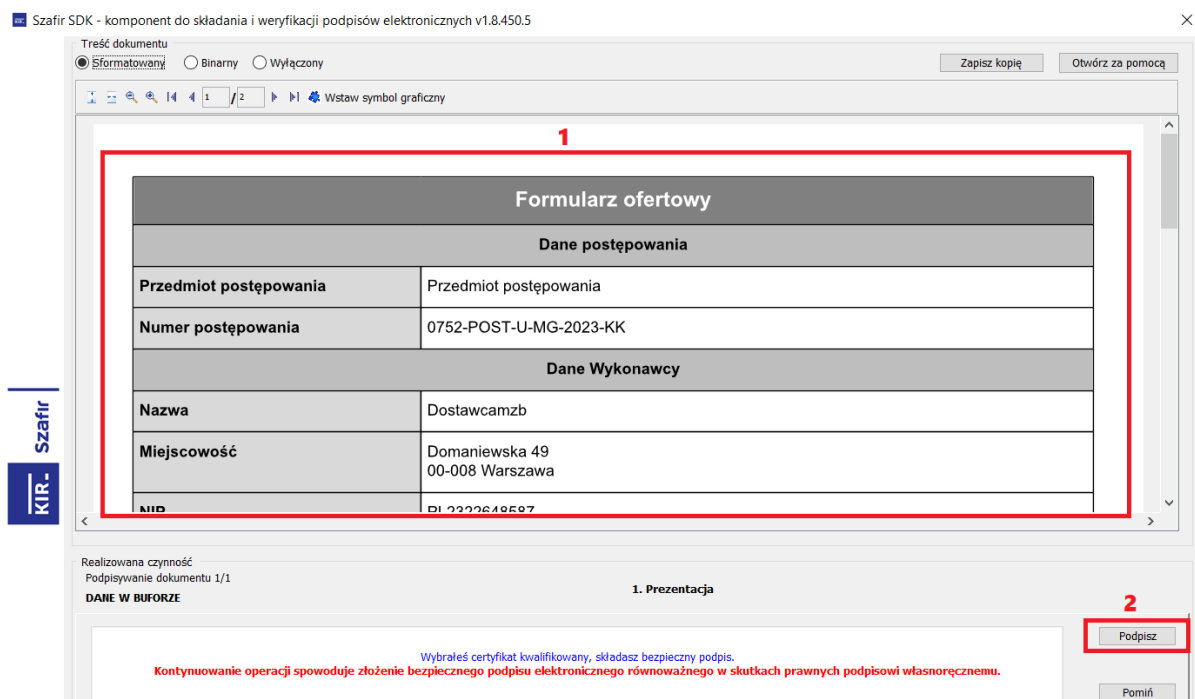 Szafir SDK - komponent do składania i weryfikacji podpisów elektronicznych v1.8.450.5
Treść dokumentu
Sformatowany Binarny Wyłączony Zapisz kopię Otwórz za pomocą
1 / 2 Wstaw symbol graficzny
1
Formularz ofertowy
Dane postępowania
Przedmiot postępowania Przedmiot postępowania
Numer postępowania 0752-POST-U-MG-2023-KK
Dane Wykonawcy
Nazwa Dostawcamzb
Miejscowość Domaniewska 49
00-008 Warszawa
NIP PL2322648587
KIR. Szafir
Realizowana czynność
Podpisywanie dokumentu 1/1
DANE W BUFORZE
1. Prezentacja
2
Podpisz
Wybrałeś certyfikat kwalifikowany, składasz bezpieczny podpis.
Kontynuowanie operacji spowoduje złożenie bezpiecznego podpisu elektronicznego równoważnego w skutkach prawnych podpisowi własnoręcznemu.
Pomiń